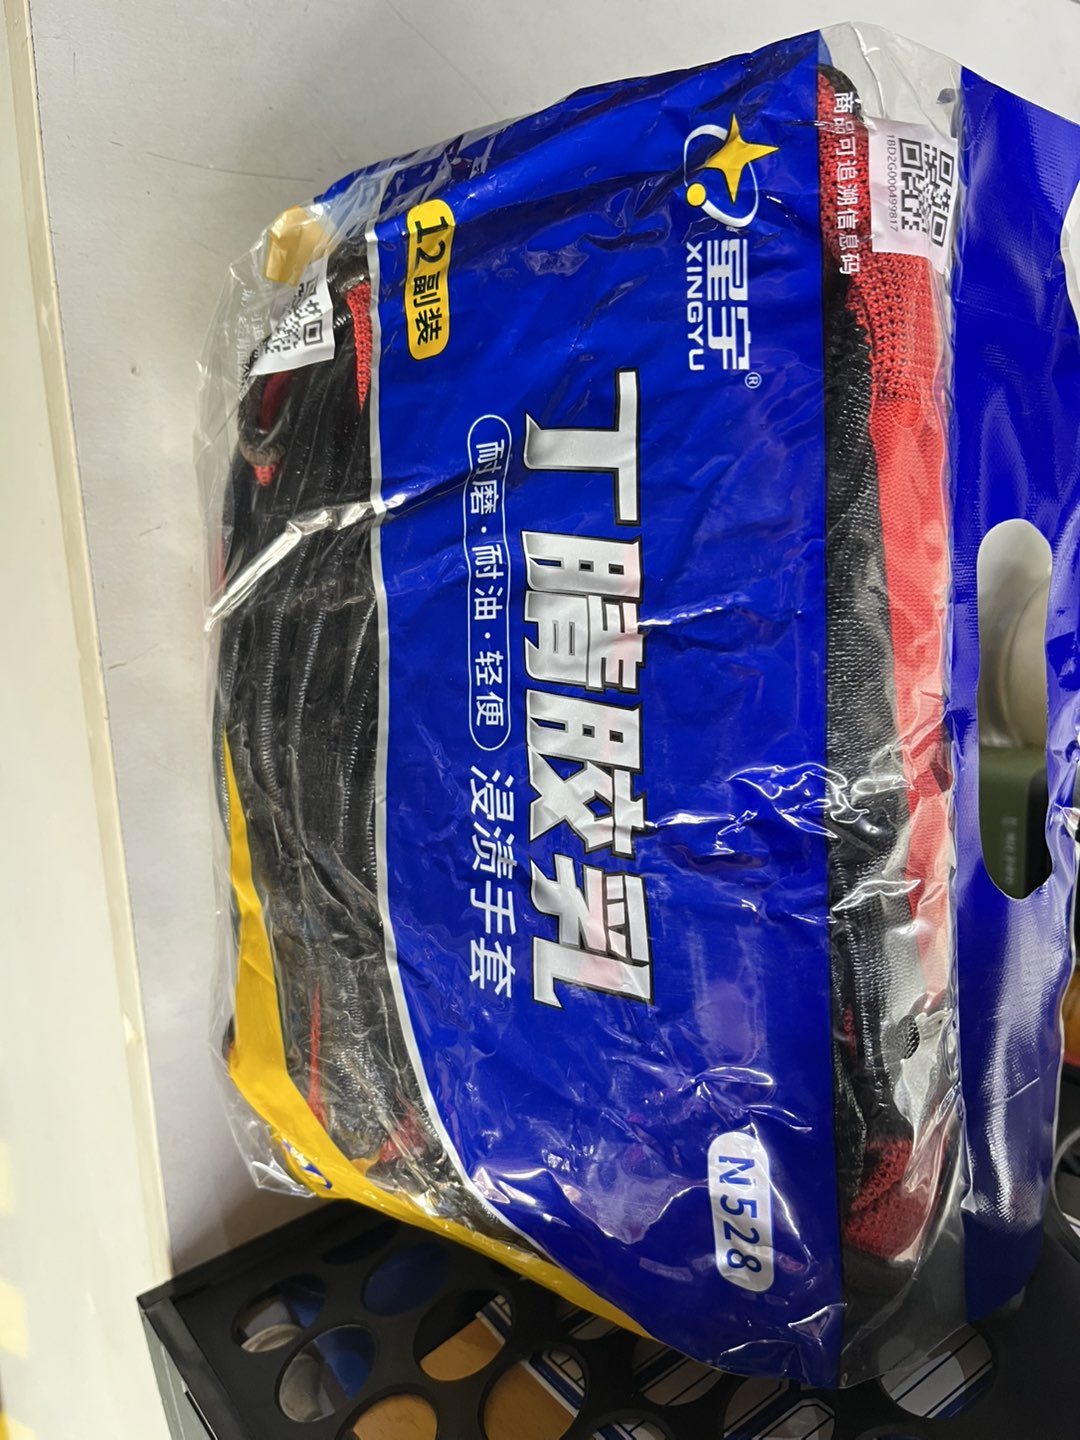 商品可追溯信息码
1BD2G000499817
星宇®
XINGYU
N528
丁腈胶乳
耐磨·耐油·轻便
浸渍手套
12副装